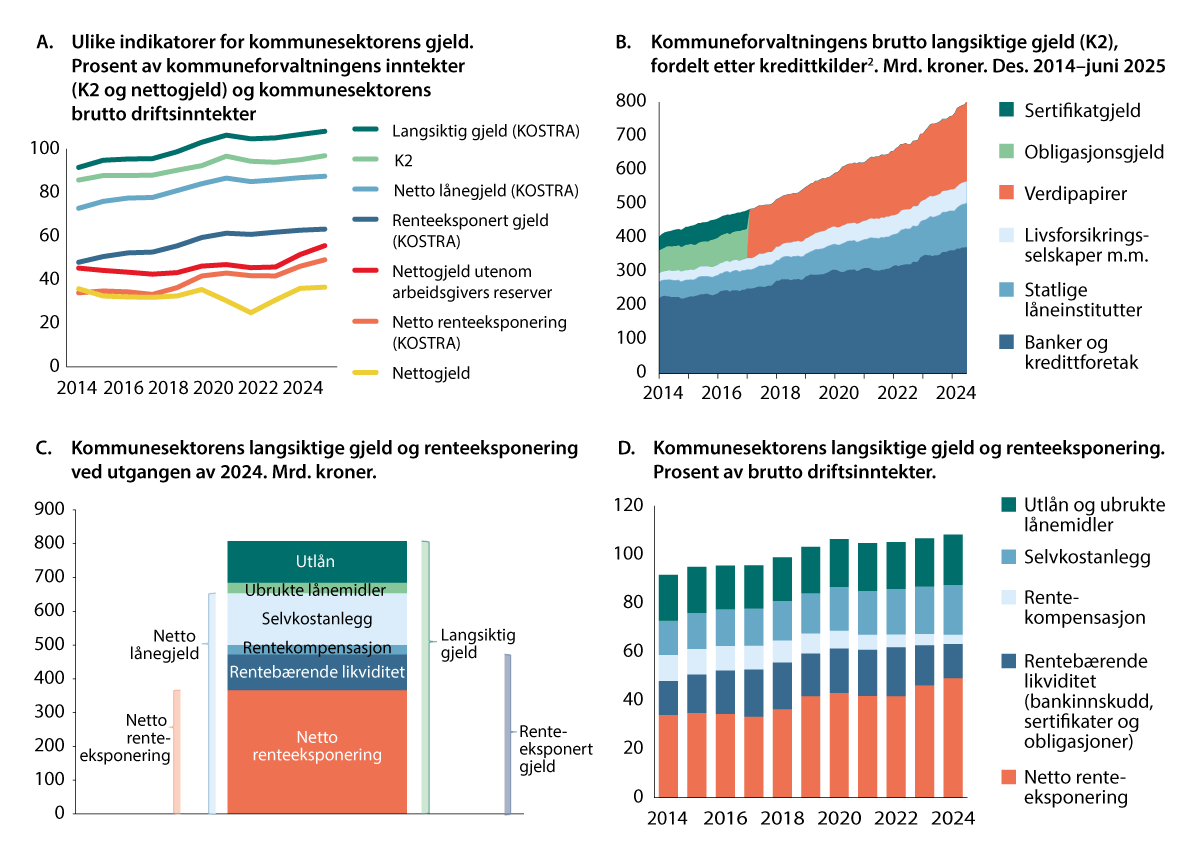 A. Ulike indikatorer for kommunesektorens gjeld.
Prosent av kommuneforvaltningens inntekter
(K2 og nettogjeld) og kommunesektorens
brutto driftsinntekter
100
80
60
40
20
0
2014 2016 2018 2020 2022 2024
Langsiktig gjeld (KOSTRA)
K2
Netto lånegjeld (KOSTRA)
Renteeksponert gjeld
(KOSTRA)
Nettogjeld utenom
arbeidsgivers reserver
Netto renteeksponering
(KOSTRA)
Nettogjeld
B. Kommuneforvaltningens brutto langsiktige gjeld (K2),
fordelt etter kredittkilder². Mrd. kroner. Des. 2014–juni 2025
800
700
600
500
400
300
200
100
0
2014 2016 2018 2020 2022 2024
Sertifikatgjeld
Obligasjonsgjeld
Verdipapirer
Livsforsikrings-
selskaper m.m.
Statlige
låneinstitutter
Banker og
kredittforetak
C. Kommunesektorens langsiktige gjeld og renteeksponering
ved utgangen av 2024. Mrd. kroner.
900
800
700
600
500
400
300
200
100
0
Netto
rente-
eksponering
Netto
lånegjeld
Utlån
Ubrukte lånemidler
Selvkostanlegg
Rentekompensasjon
Rentebærende likviditet
Netto
renteeksponering
Langsiktig
gjeld
Rente-
eksponert
gjeld
D. Kommunesektorens langsiktige gjeld og renteeksponering.
Prosent av brutto driftsinntekter.
120
100
80
60
40
20
0
2014 2016 2018 2020 2022 2024
Utlån og ubrukte
lånemidler
Selvkostanlegg
Rente-
kompensasjon
Rentebærende
likviditet
(bankinnskudd,
sertifikater og
obligasjoner)
Netto rente-
eksponering